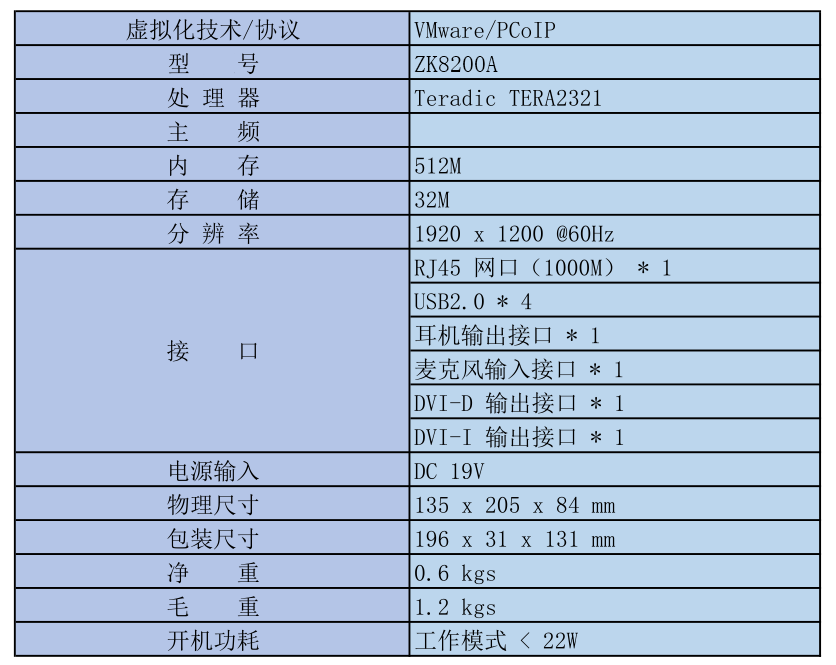 虚拟化技术/协议 VMware/PCoIP
型 号 ZK8200A
处 理 器 Teradic TERA2321
主 频
内 存 512M
存 储 32M
分 辨 率 1920 x 1200 @60Hz
接 口
RJ45 网口（1000M） * 1
USB2.0 * 4
耳机输出接口 * 1
麦克风输入接口 * 1
DVI-D 输出接口 * 1
DVI-I 输出接口 * 1
电源输入 DC 19V
物理尺寸 135 x 205 x 84 mm
包装尺寸 196 x 31 x 131 mm
净 重 0.6 kgs
毛 重 1.2 kgs
开机功耗 工作模式 < 22W